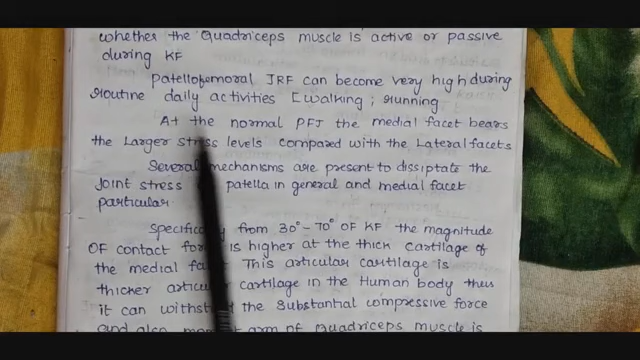 whether the Quadriceps muscle is active or passive
during KF
Patellofemoral JRF can become very high during
routine daily activities [walking ; running
At the normal PFJ the medial facet bears
the Larger stress levels compared with the Lateral facets
Several mechanisms are present to dissiptate the
Joint stress patella in general and medial facet
particular
Specifically from 30° - 70° OF KF the magnitude
OF contact is higher at the thick cartilage of
the medial This articular cartilage is
thicker cartilage in the Human body thus
it can withstand the Substantial compressive force
and also arm of Quadriceps muscle is